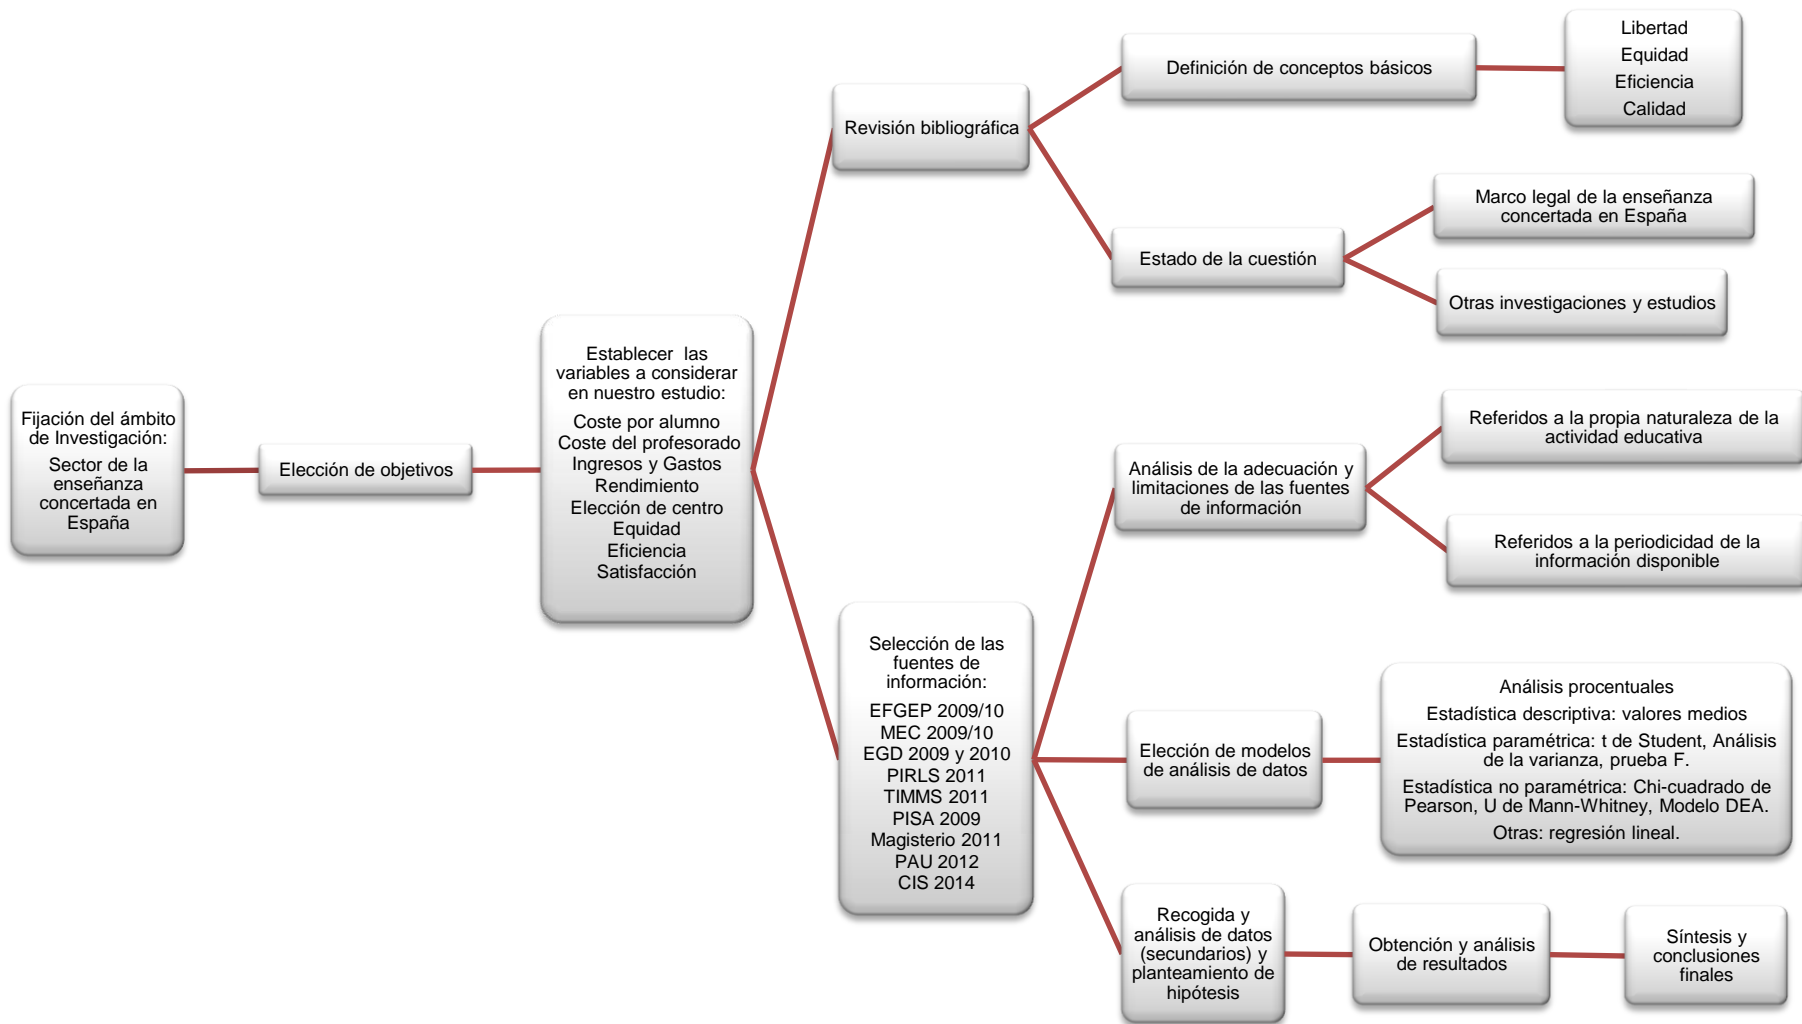 Fijación del ámbito
de Investigación:
Sector de la
enseñanza
concertada en
España
Elección de objetivos
Establecer las
variables a considerar
en nuestro estudio:
Coste por alumno
Coste del profesorado
Ingresos y Gastos
Rendimiento
Elección de centro
Equidad
Eficiencia
Satisfacción
Revisión bibliográfica
Definición de conceptos básicos
Libertad
Equidad
Eficiencia
Calidad
Estado de la cuestión
Marco legal de la enseñanza
concertada en España
Otras investigaciones y estudios
Selección de las
fuentes de
información:
EFGEP 2009/10
MEC 2009/10
EGD 2009 y 2010
PIRLS 2011
TIMMS 2011
PISA 2009
Magisterio 2011
PAU 2012
CIS 2014
Análisis de la adecuación y
limitaciones de las fuentes
de información
Referidos a la propia naturaleza de la
actividad educativa
Referidos a la periodicidad de la
información disponible
Elección de modelos
de análisis de datos
Análisis procentuales
Estadística descriptiva: valores medios
Estadística paramétrica: t de Student, Análisis
de la varianza, prueba F.
Estadística no paramétrica: Chi-cuadrado de
Pearson, U de Mann-Whitney, Modelo DEA.
Otras: regresión lineal.
Recogida y
análisis de datos
(secundarios) y
planteamiento de
hipótesis
Obtención y análisis
de resultados
Síntesis y
conclusiones
finales